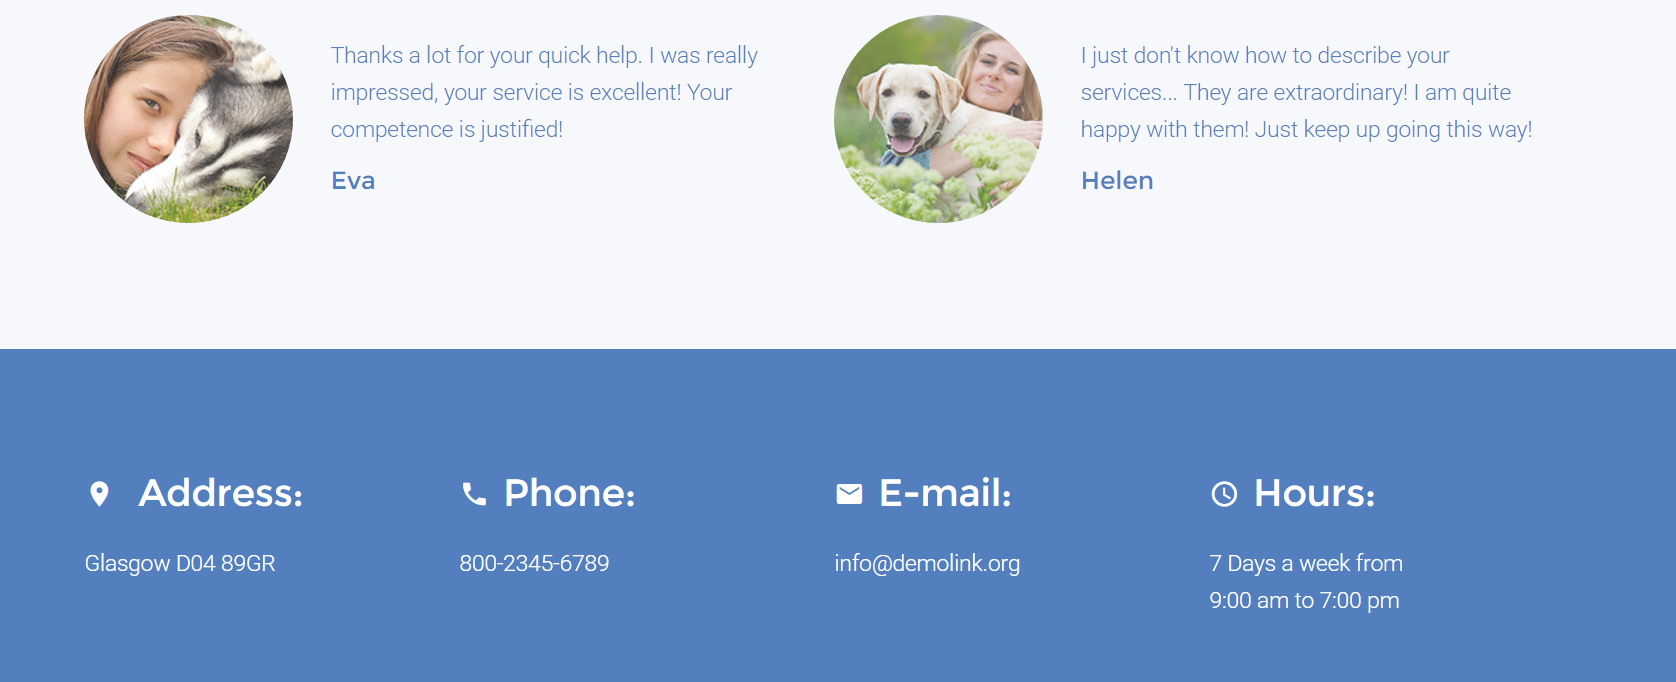 Thanks a lot for your quick help. I was really
impressed, your service is excellent! Your
competence is justified!
Eva
I just don't know how to describe your
services... They are extraordinary! I am quite
happy with them! Just keep up going this way!
Helen
Address:
Glasgow D04 89GR
Phone:
800-2345-6789
E-mail:
info@demolink.org
Hours:
7 Days a week from
9:00 am to 7:00 pm